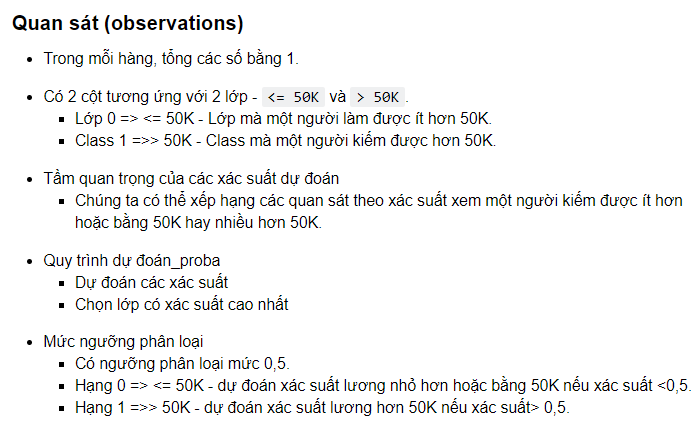 Quan sát (observations)
Trong mỗi hàng, tổng các số bằng 1.
Có 2 cột tương ứng với 2 lớp - <= 50K và > 50K.
Lớp 0 => <= 50K - Lớp mà một người làm được ít hơn 50K.
Class 1 =>> 50K - Class mà một người kiếm được hơn 50K.
Tầm quan trọng của các xác suất dự đoán
Chúng ta có thể xếp hạng các quan sát theo xác suất xem một người kiếm được ít hơn
hoặc bằng 50K hay nhiều hơn 50K.
Quy trình dự đoán_proba
Dự đoán các xác suất
Chọn lớp có xác suất cao nhất
Mức ngưỡng phân loại
Có ngưỡng phân loại mức 0,5.
Hạng 0 => <= 50K - dự đoán xác suất lương nhỏ hơn hoặc bằng 50K nếu xác suất <0,5.
Hạng 1 =>> 50K - dự đoán xác suất lương hơn 50K nếu xác suất> 0,5.